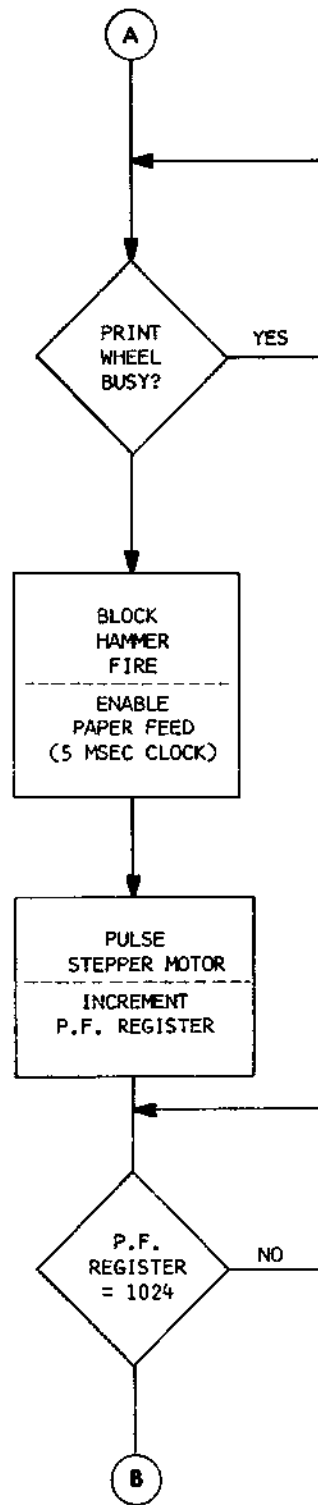 A
PRINT
WHEEL
BUSY?
YES
BLOCK
HAMMER
FIRE
ENABLE
PAPER FEED
(5 MSEC CLOCK)
PULSE
STEPPER MOTOR
INCREMENT
P.F. REGISTER
P.F.
REGISTER
= 1024
NO
B